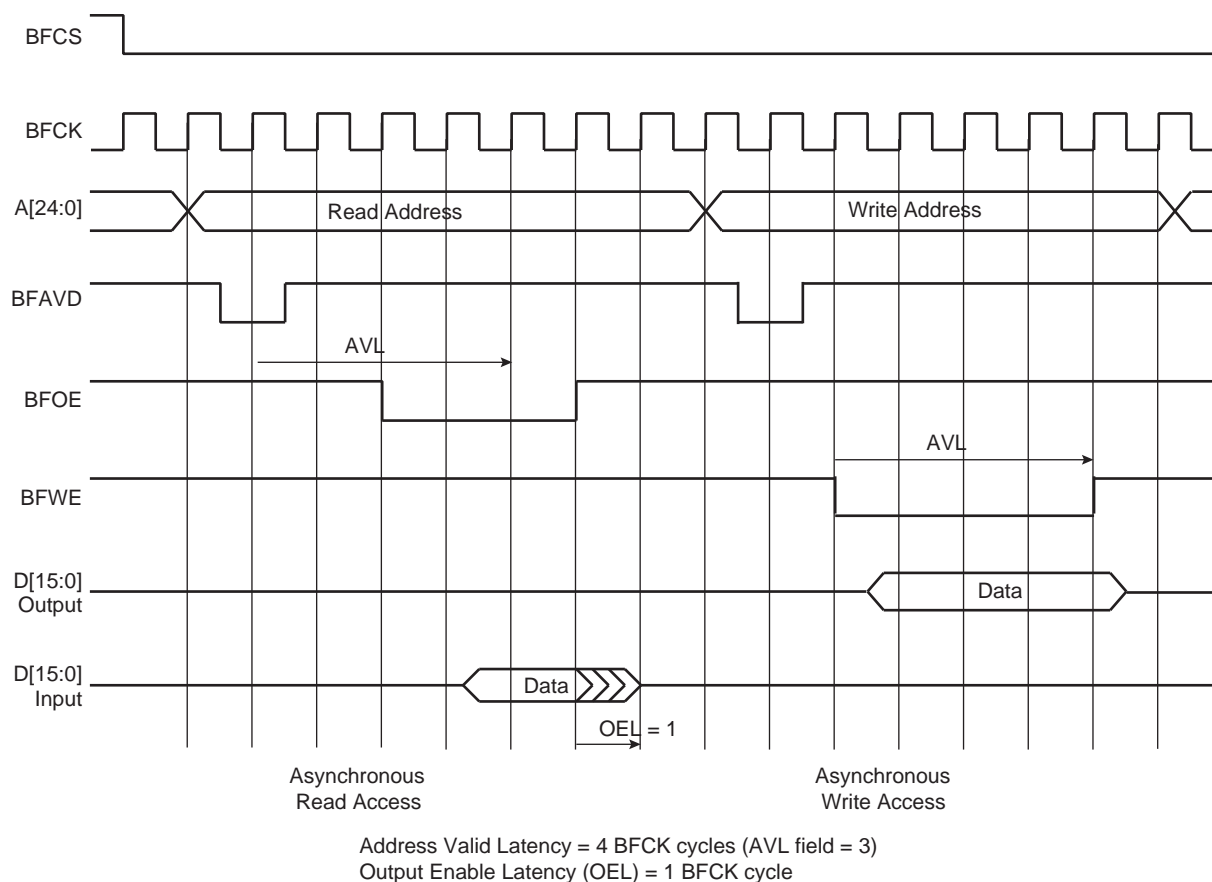 BFCS
BFCK
A[24:0]
Read Address
Write Address
BFAVD
AVL
BFOE
AVL
BFWE
D[15:0]
Output
Data
D[15:0]
Input
Data
OEL = 1
Asynchronous
Read Access
Asynchronous
Write Access
Address Valid Latency = 4 BFCK cycles (AVL field = 3)
Output Enable Latency (OEL) = 1 BFCK cycle